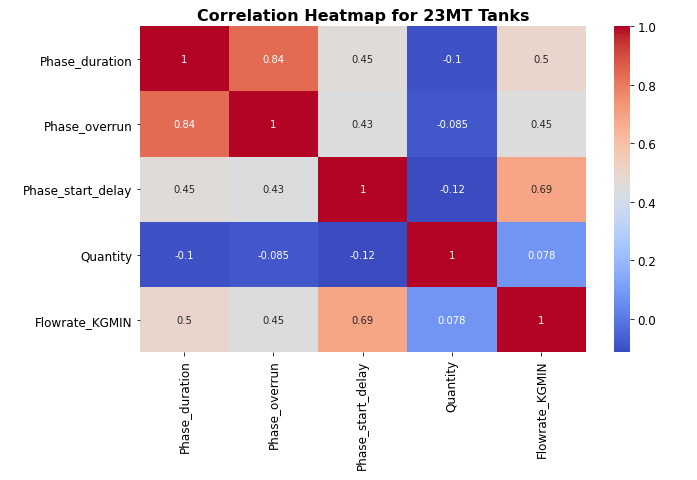 Correlation Heatmap for 23MT Tanks
Phase_duration 1 0.84 0.45 -0.1 0.5
Phase_overrun 0.84 1 0.43 -0.085 0.45
Phase_start_delay 0.45 0.43 1 -0.12 0.69
Quantity -0.1 -0.085 -0.12 1 0.078
Flowrate_KGMIN 0.5 0.45 0.69 0.078 1
Phase_duration
Phase_overrun
Phase_start_delay
Quantity
Flowrate_KGMIN
1.0
0.8
0.6
0.4
0.2
0.0